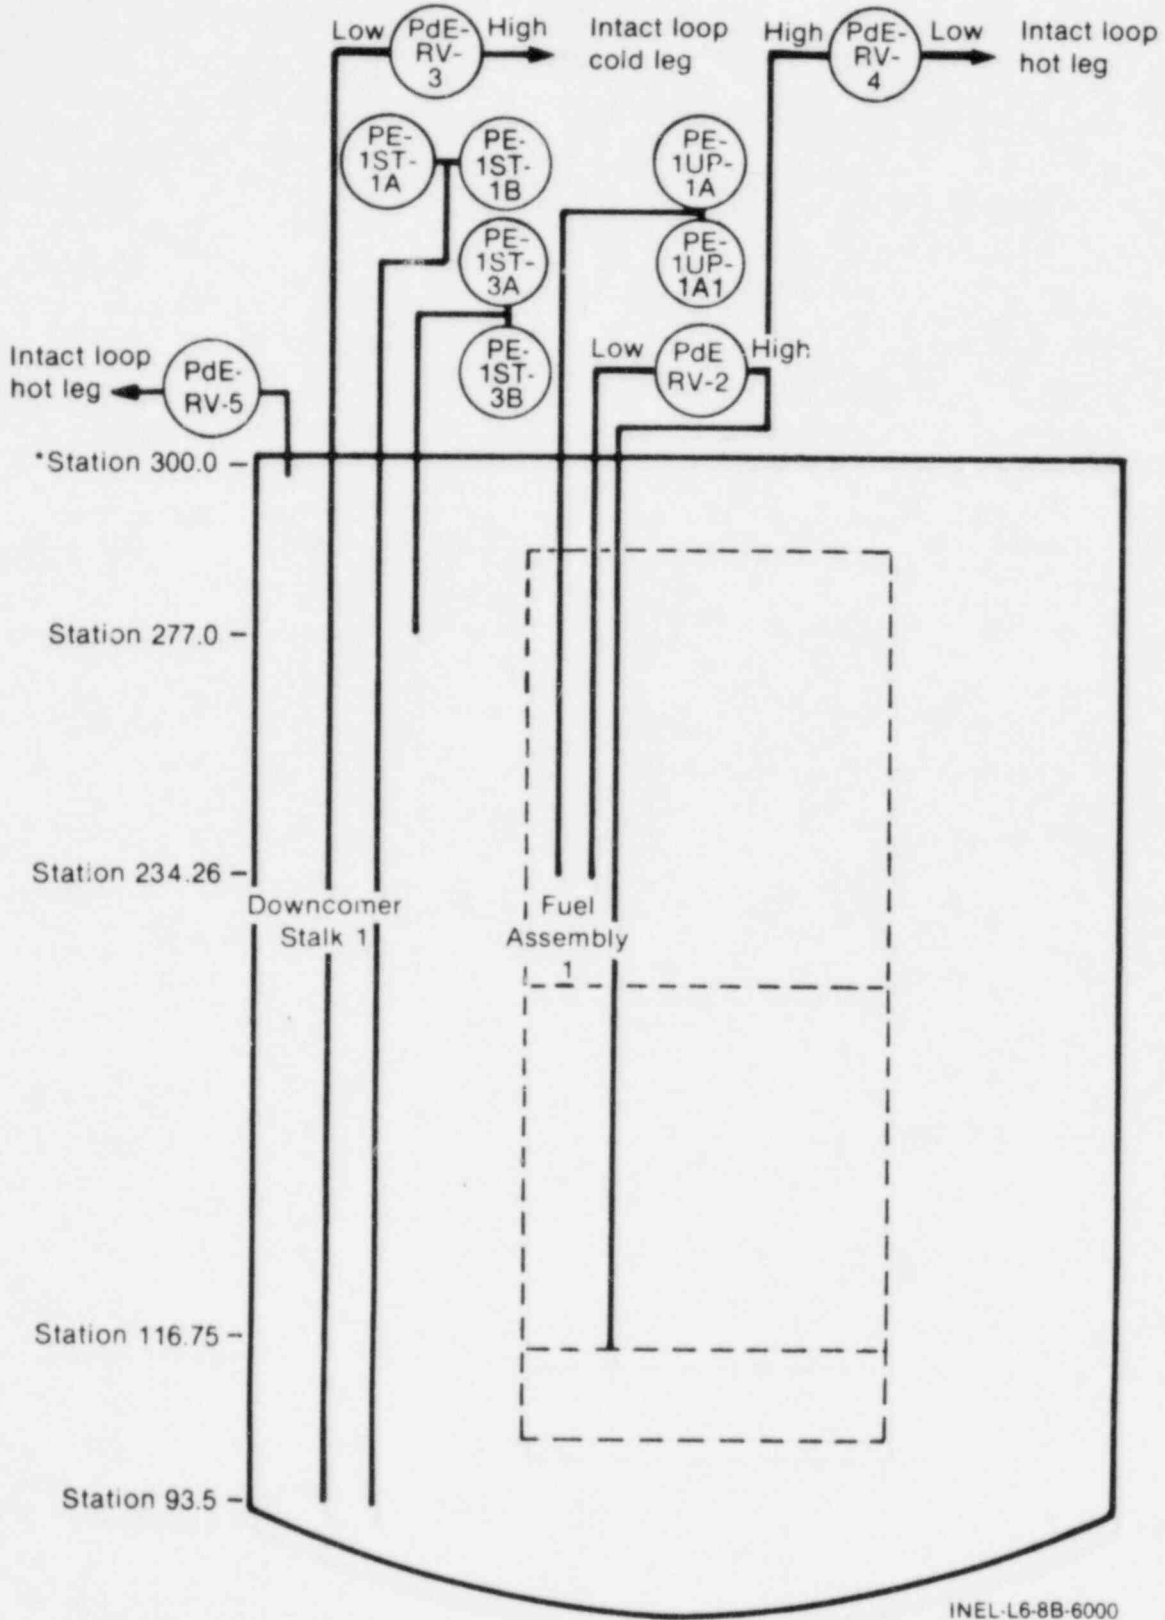 Low
PdE-
RV-
3
High
Intact loop
cold leg
High
PdE-
RV-
4
Low
Intact loop
hot leg
PE-
1ST-
1A
PE-
1ST-
1B
PE-
1UP-
1A
PE-
1ST-
3A
PE-
1UP-
1A1
Intact loop
hot leg
PdE-
RV-5
PE-
1ST-
3B
Low
PdE
RV-2
High
*Station 300.0
Station 277.0
Station 234.26
Downcomer
Stalk 1
Fuel
Assembly
1
Station 116.75
Station 93.5
INEL-L6-8B-6000